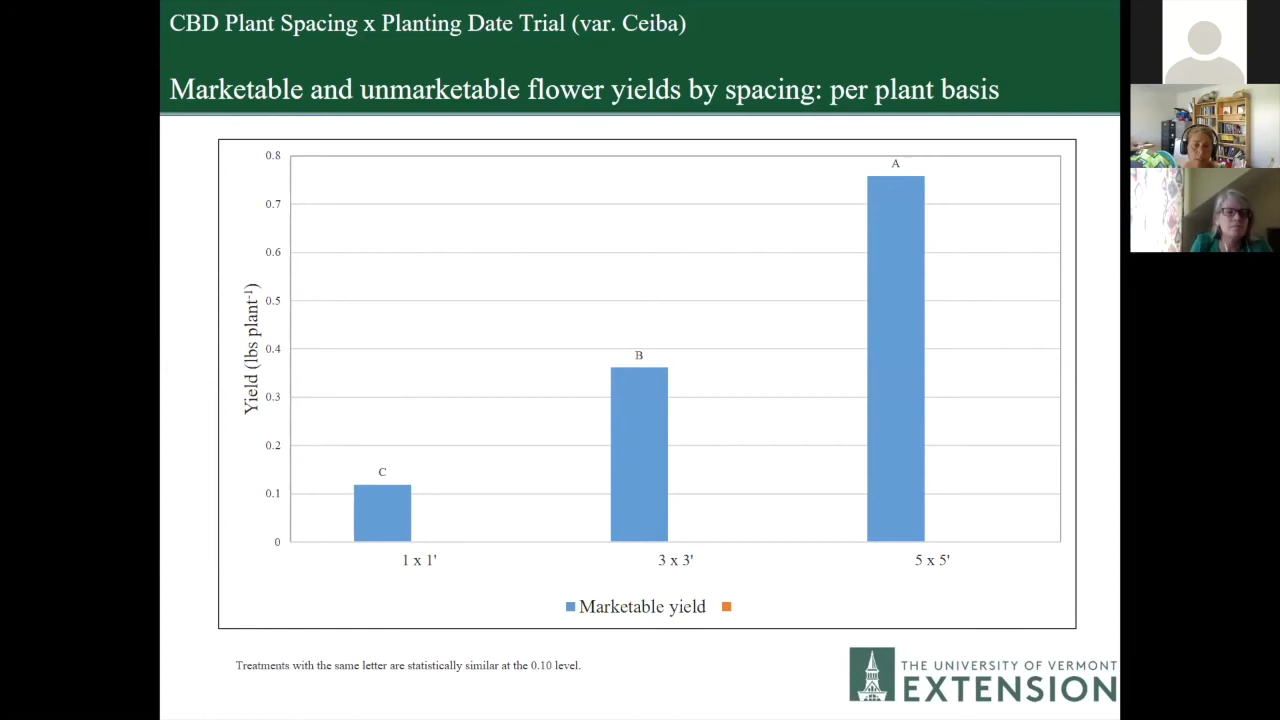 CBD Plant Spacing x Planting Date Trial (var. Ceiba)
Marketable and unmarketable flower yields by spacing: per plant basis
Yield (lbs plant⁻¹)
0.8
0.7
0.6
0.5
0.4
0.3
0.2
0.1
0
C
B
A
1 x 1'
3 x 3'
5 x 5'
Marketable yield
Treatments with the same letter are statistically similar at the 0.10 level.
THE UNIVERSITY OF VERMONT
EXTENSION